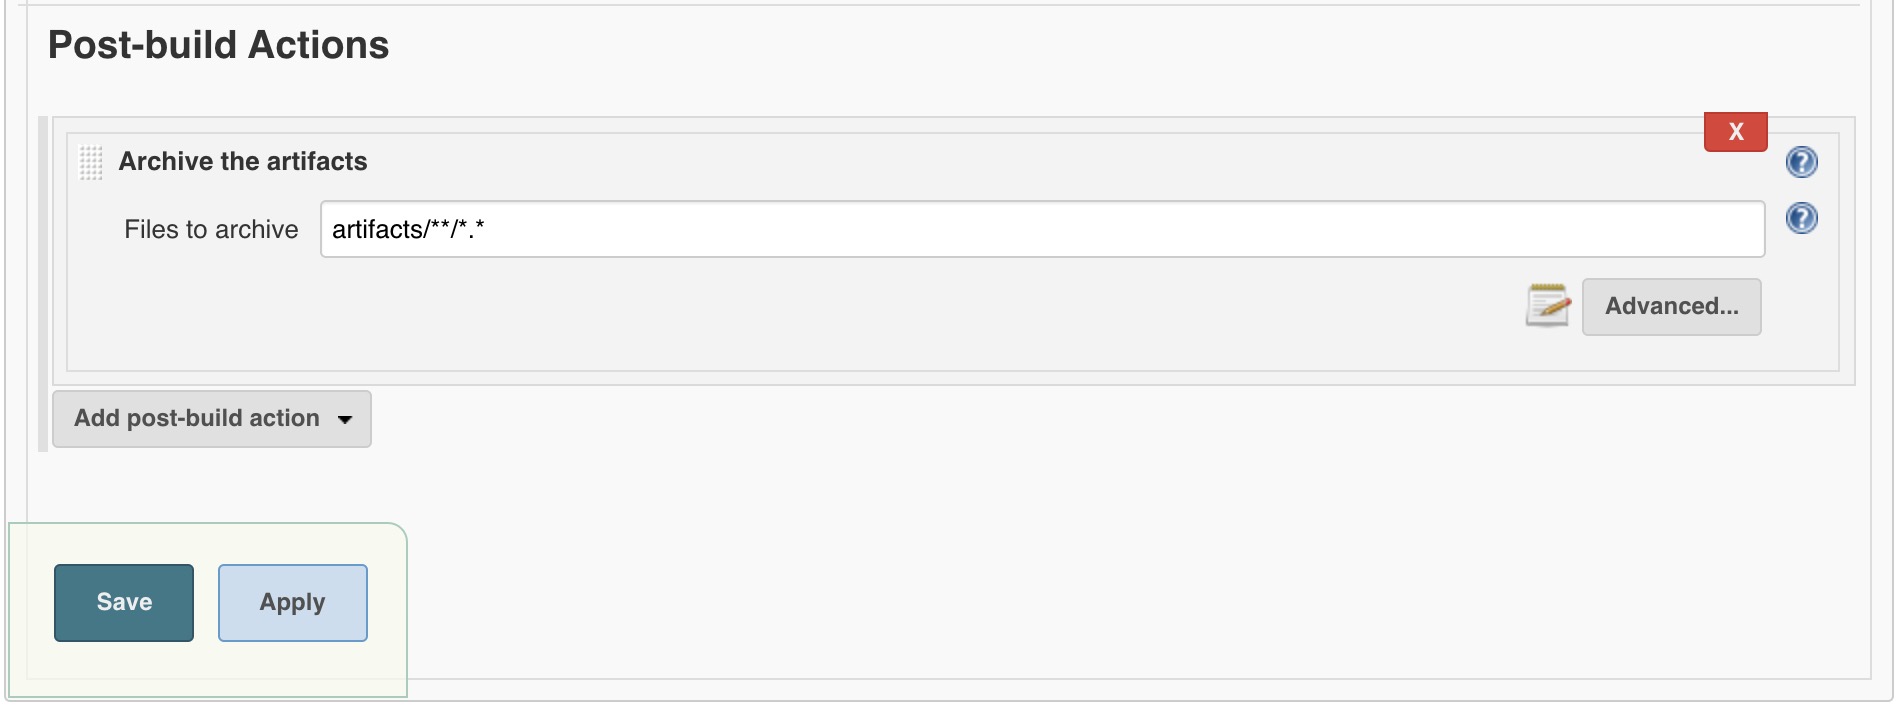 Post-build Actions
X
Archive the artifacts
?
Files to archive
artifacts/**/*.*
?
Advanced...
Add post-build action
Save
Apply